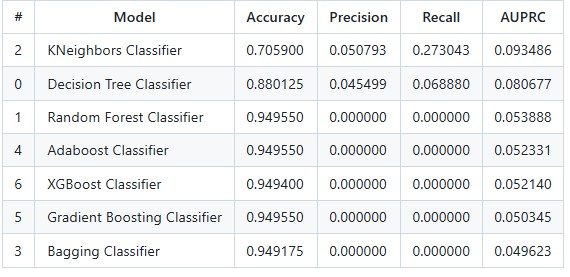 # Model Accuracy Precision Recall AUPRC
2 KNeighbors Classifier 0.705900 0.050793 0.273043 0.093486
0 Decision Tree Classifier 0.880125 0.045499 0.068880 0.080677
1 Random Forest Classifier 0.949550 0.000000 0.000000 0.053888
4 Adaboost Classifier 0.949550 0.000000 0.000000 0.052331
6 XGBoost Classifier 0.949400 0.000000 0.000000 0.052140
5 Gradient Boosting Classifier 0.949550 0.000000 0.000000 0.050345
3 Bagging Classifier 0.949175 0.000000 0.000000 0.049623